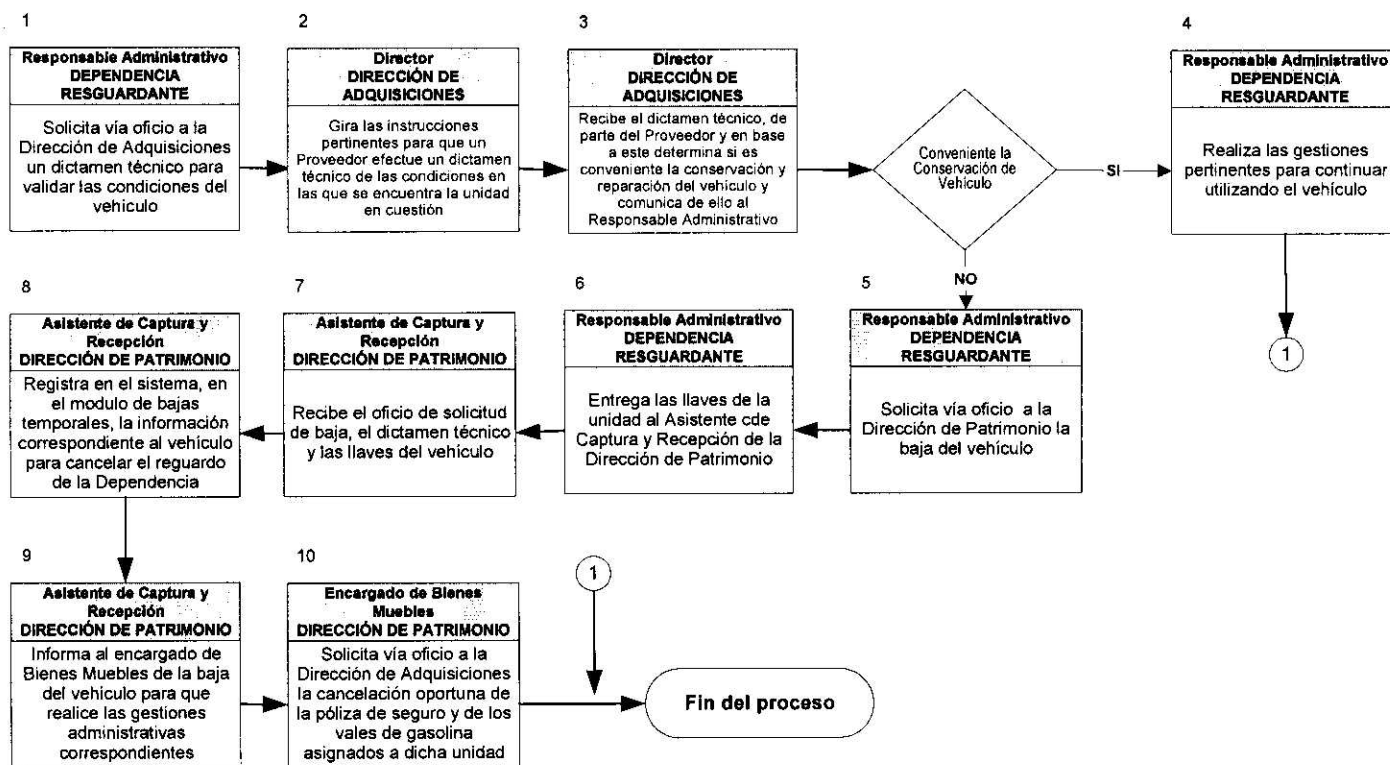 1
Responsable Administrativo
DEPENDENCIA
RESGUARDANTE
Solicita vía oficio a la
Dirección de Adquisiciones
un dictamen técnico para
validar las condiciones del
vehículo
2
Director
DIRECCIÓN DE
ADQUISICIONES
Gira las instrucciones
pertinentes para que un
Proveedor efectue un dictamen
técnico de las condiciones en
las que se encuentra la unidad
en cuestión
3
Director
DIRECCIÓN DE
ADQUISICIONES
Recibe el dictamen técnico, de
parte del Proveedor y en base
a este determina si es
conveniente la conservación y
reparación del vehículo y
comunica de ello al
Responsable Administrativo
Conveniente la
Conservación de
Vehículo
SI
NO
4
Responsable Administrativo
DEPENDENCIA
RESGUARDANTE
Realiza las gestiones
pertinentes para continuar
utilizando el vehículo
1
5
Responsable Administrativo
DEPENDENCIA
RESGUARDANTE
Solicita vía oficio a la
Dirección de Patrimonio la
baja del vehículo
6
Responsable Administrativo
DEPENDENCIA
RESGUARDANTE
Entrega las llaves de la
unidad al Asistente cde
Captura y Recepción de la
Dirección de Patrimonio
7
Asistente de Captura y
Recepción
DIRECCIÓN DE PATRIMONIO
Recibe el oficio de solicitud
de baja, el dictamen técnico
y las llaves del vehículo
8
Asistente de Captura y
Recepción
DIRECCIÓN DE PATRIMONIO
Registra en el sistema, en
el modulo de bajas
temporales, la información
correspondiente al vehículo
para cancelar el reguardo
de la Dependencia
9
Asistente de Captura y
Recepción
DIRECCIÓN DE PATRIMONIO
Informa al encargado de
Bienes Muebles de la baja
del vehículo para que
realice las gestiones
administrativas
correspondientes
10
Encargado de Bienes
Muebles
DIRECCIÓN DE PATRIMONIO
Solicita vía oficio a la
Dirección de Adquisiciones
la cancelación oportuna de
la póliza de seguro y de los
vales de gasolina
asignados a dicha unidad
1
Fin del proceso